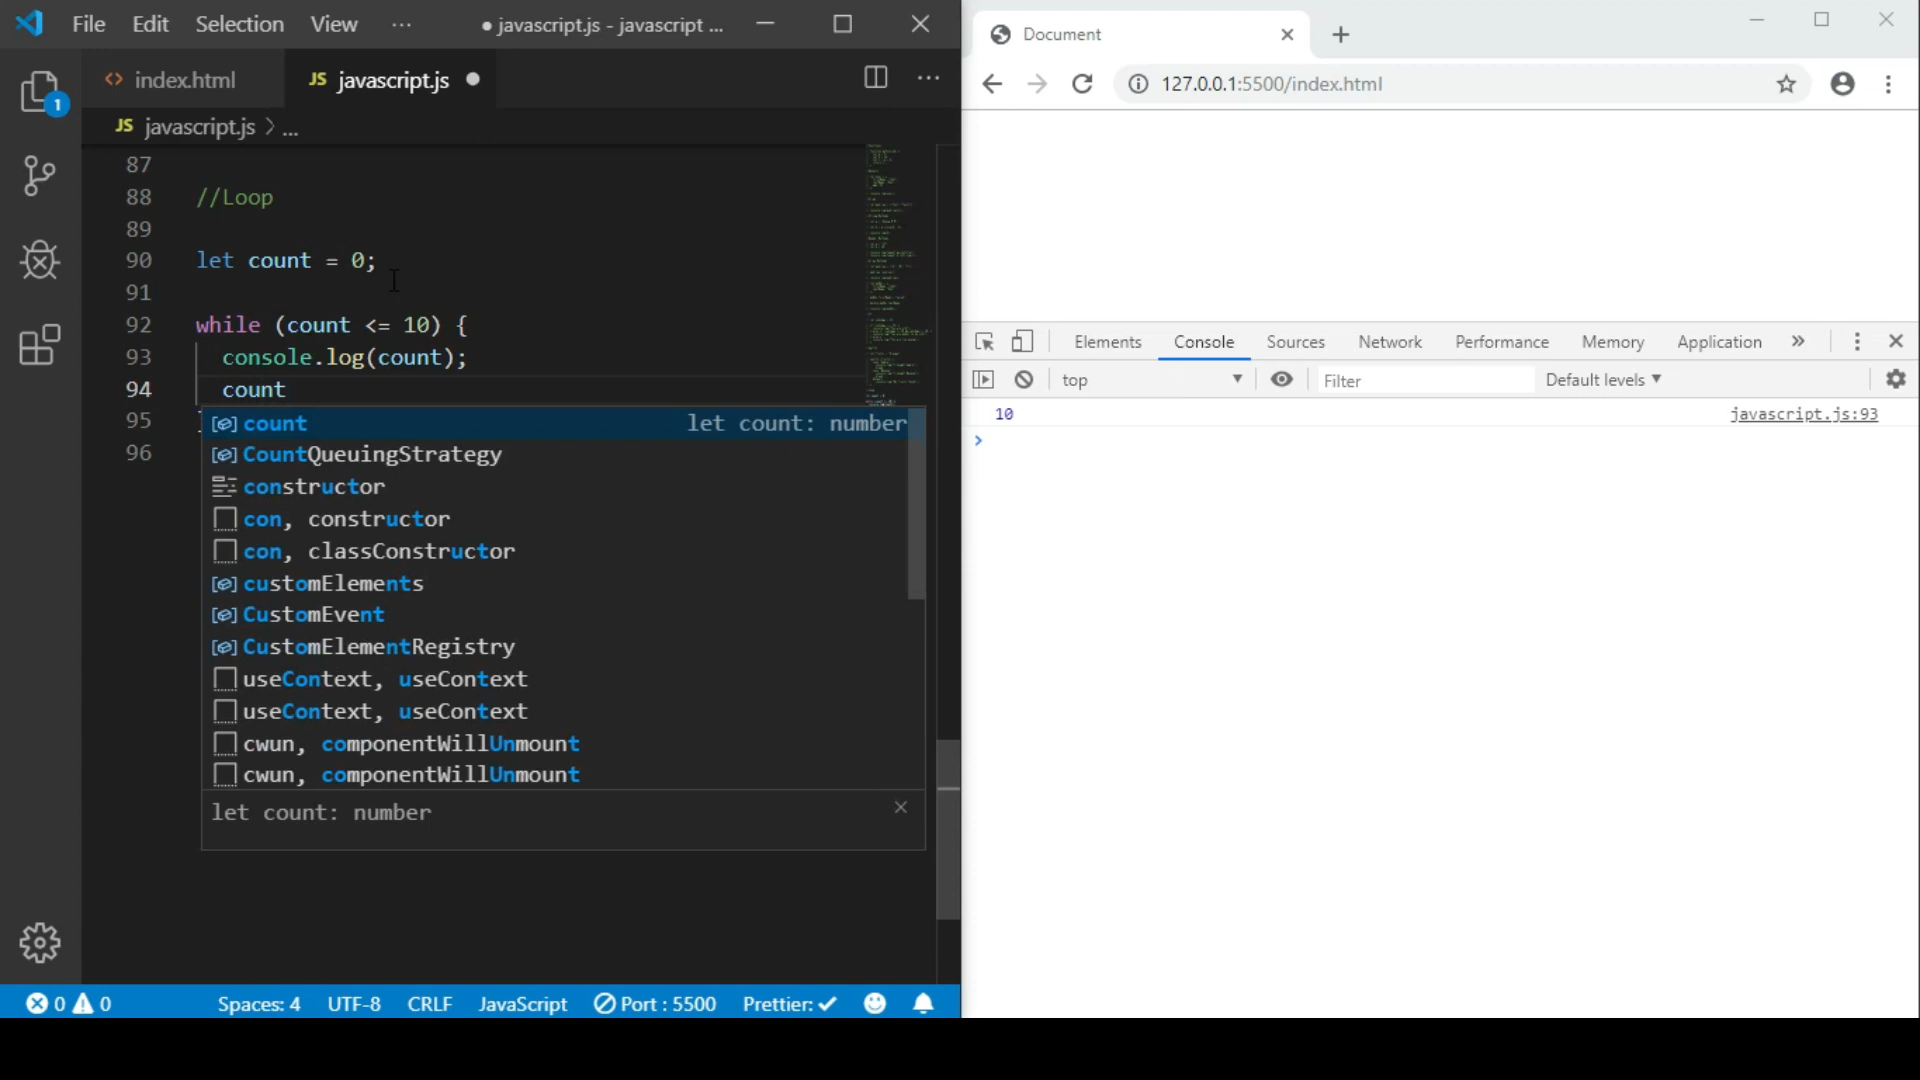 File Edit Selection View ··· ● javascript.js - javascript ...
index.html JS javascript.js ●
JS javascript.js > ...
87
88 //Loop
89
90 let count = 0;
91
92 while (count <= 10) {
93 console.log(count);
94 count
95
96
count let count: number
CountQueuingStrategy
constructor
con, constructor
con, classConstructor
customElements
CustomEvent
CustomElementRegistry
useContext, useContext
useContext, useContext
cwun, componentWillUnmount
cwun, componentWillUnmount
let count: number
1
0 0 Spaces: 4 UTF-8 CRLF JavaScript Port : 5500 Prettier: ✓
Document
127.0.0.1:5500/index.html
Elements Console Sources Network Performance Memory Application »
top Filter Default levels ▼
10 javascript.js:93